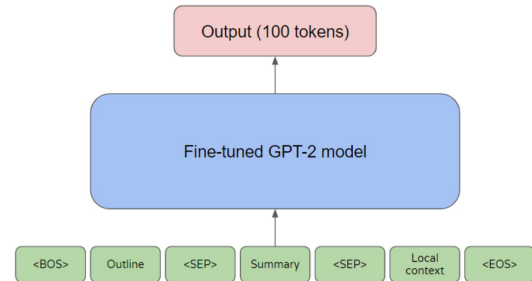 Output (100 tokens)
Fine-tuned GPT-2 model
<BOS>
Outline
<SEP>
Summary
<SEP>
Local
context
<EOS>